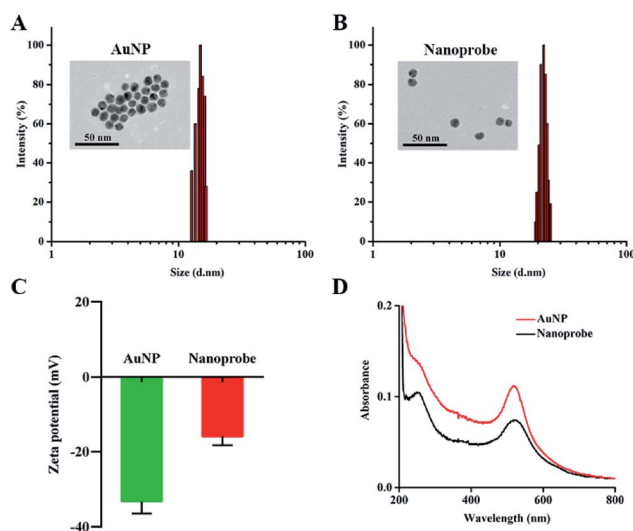 A
AuNP
100
80
60
40
20
0
Intensity (%)
50 nm
1
10
100
Size (d.nm)
B
Nanoprobe
100
80
60
40
20
0
Intensity (%)
50 nm
1
10
100
Size (d.nm)
C
20
0
-20
-40
Zeta potential (mV)
AuNP
Nanoprobe
D
0.2
0.1
0.0
Absorbance
AuNP
Nanoprobe
200
400
600
800
Wavelength (nm)